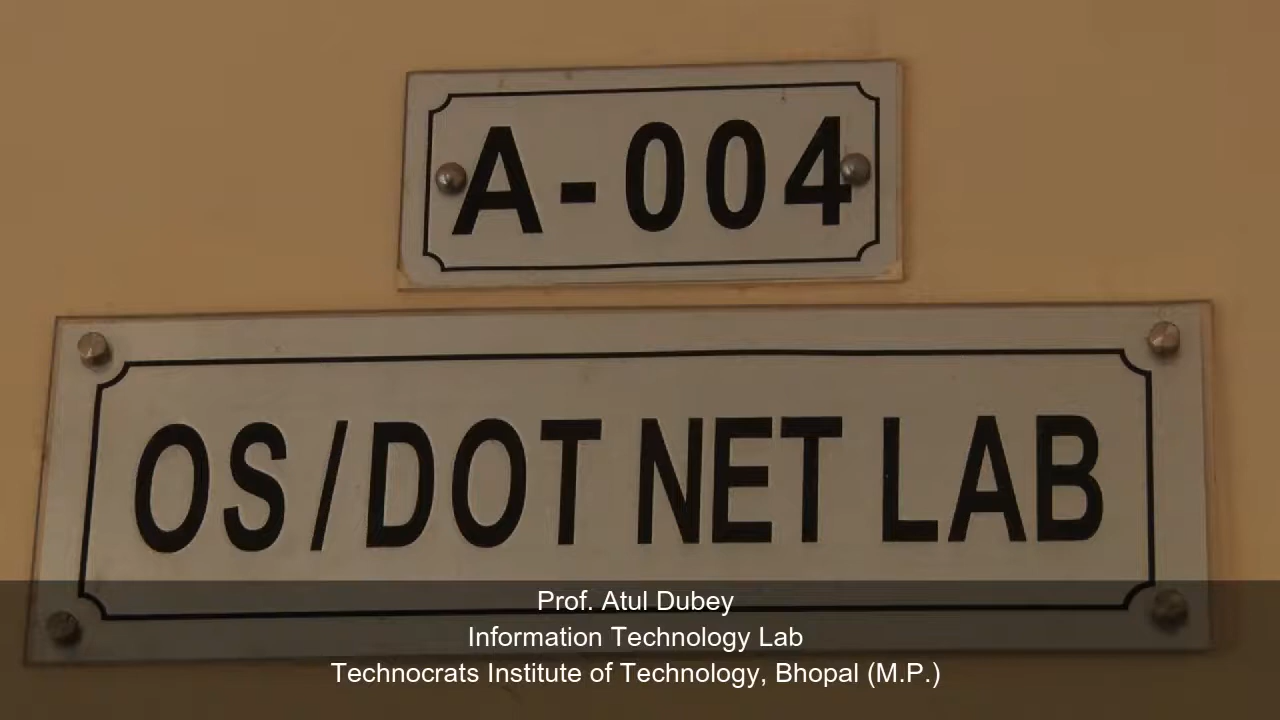 A-004
OS/DOT NET LAB
Prof. Atul Dubey
Information Technology Lab
Technocrats Institute of Technology, Bhopal (M.P.)